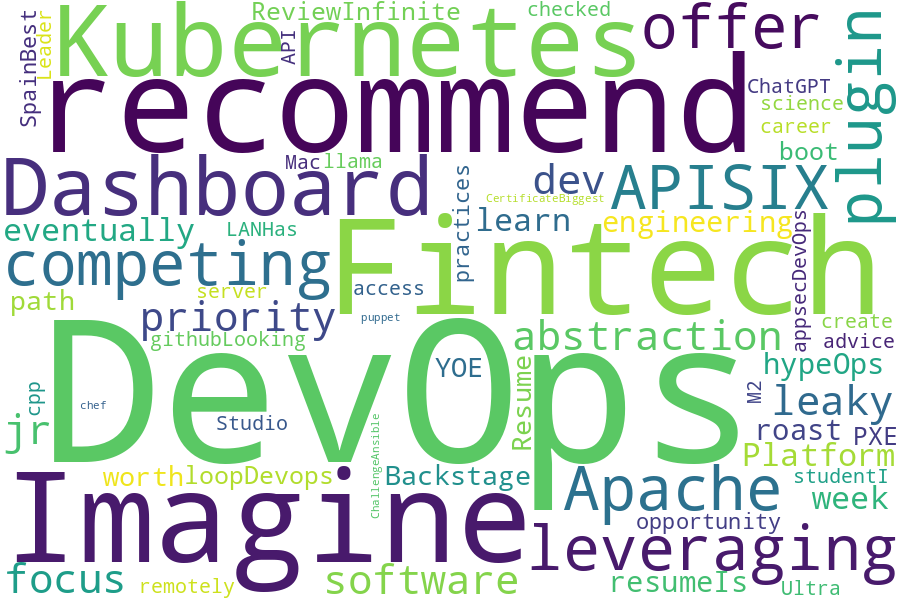 ReviewInfinite
checked
SpainBest
Leader
Kubernetes
API
offer
plugin
recommend
ChatGPT
science
career
boot
Dashboard
Mac
llama
practices
dev
CertificateBiggest
APISIX
eventually
LANHas
Fintech
learn
engineering
appsecDevOps
competing
server
access
path
priority
puppet
githubLooking
abstraction
create
advice
DevOps
YOE
Resume
hypeOps
M2
cpp
chef
Studio
leaky
jr
roast
PXE
ChallengeAnsible
Platform
Imagine
worth
loopDevops
Backstage
Apache
studentI
week
opportunity
leveraging
focus
remotely
software
resumeIs
Ultra